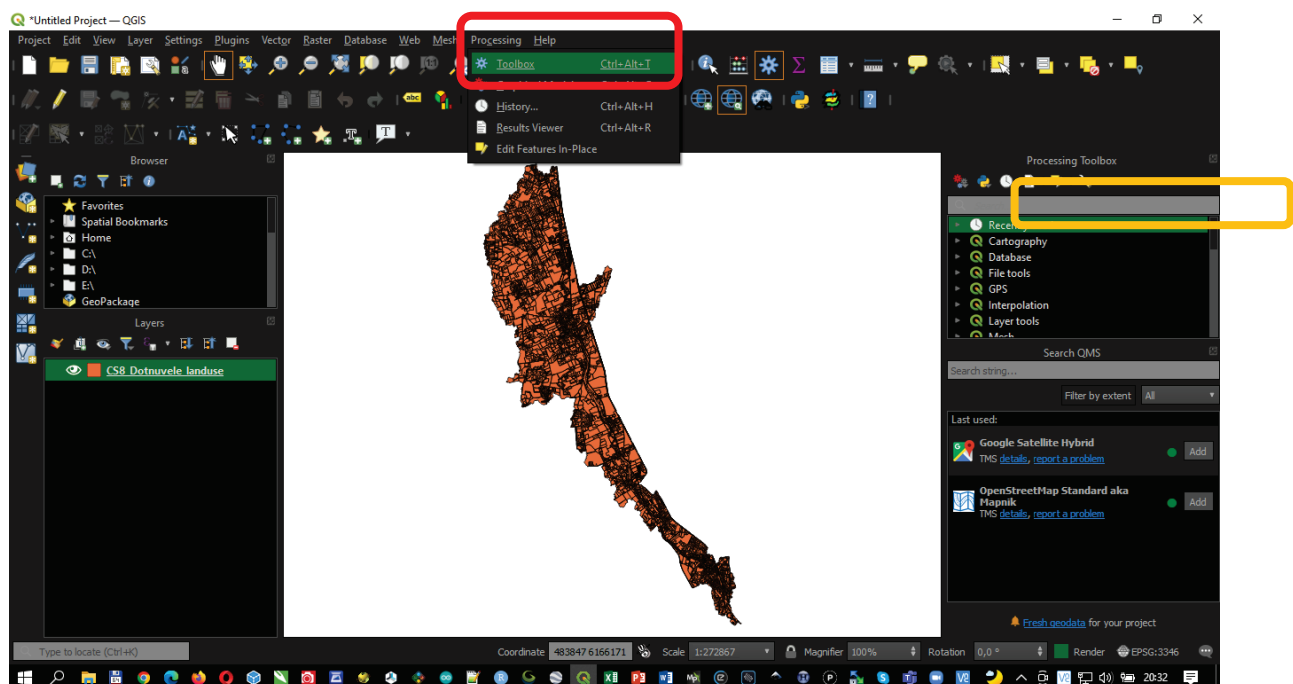 *Untitled Project — QGIS
Project Edit View Layer Settings Plugins Vector Raster Database Web Mesh Processing Help
Toolbox Ctrl+Alt+T
History... Ctrl+Alt+H
Results Viewer Ctrl+Alt+R
Edit Features In-Place
abc
Browser
Favorites
Spatial Bookmarks
Home
C:\
D:\
E:\
GeoPackage
Layers
CS8_Dotnuvele_landuse
Processing Toolbox
Cartography
Database
File tools
GPS
Interpolation
Layer tools
Mesh
Search QMS
Search string...
Filter by extent All
Last used:
Google Satellite Hybrid
TMS details, report a problem
Add
OpenStreetMap Standard aka
Mapnik
TMS details, report a problem
Add
Fresh geodata for your project
Type to locate (Ctrl+K)
Coordinate 483847 6166171 Scale 1:272867 Magnifier 100% Rotation 0,0 ° Render EPSG:3346
20:32